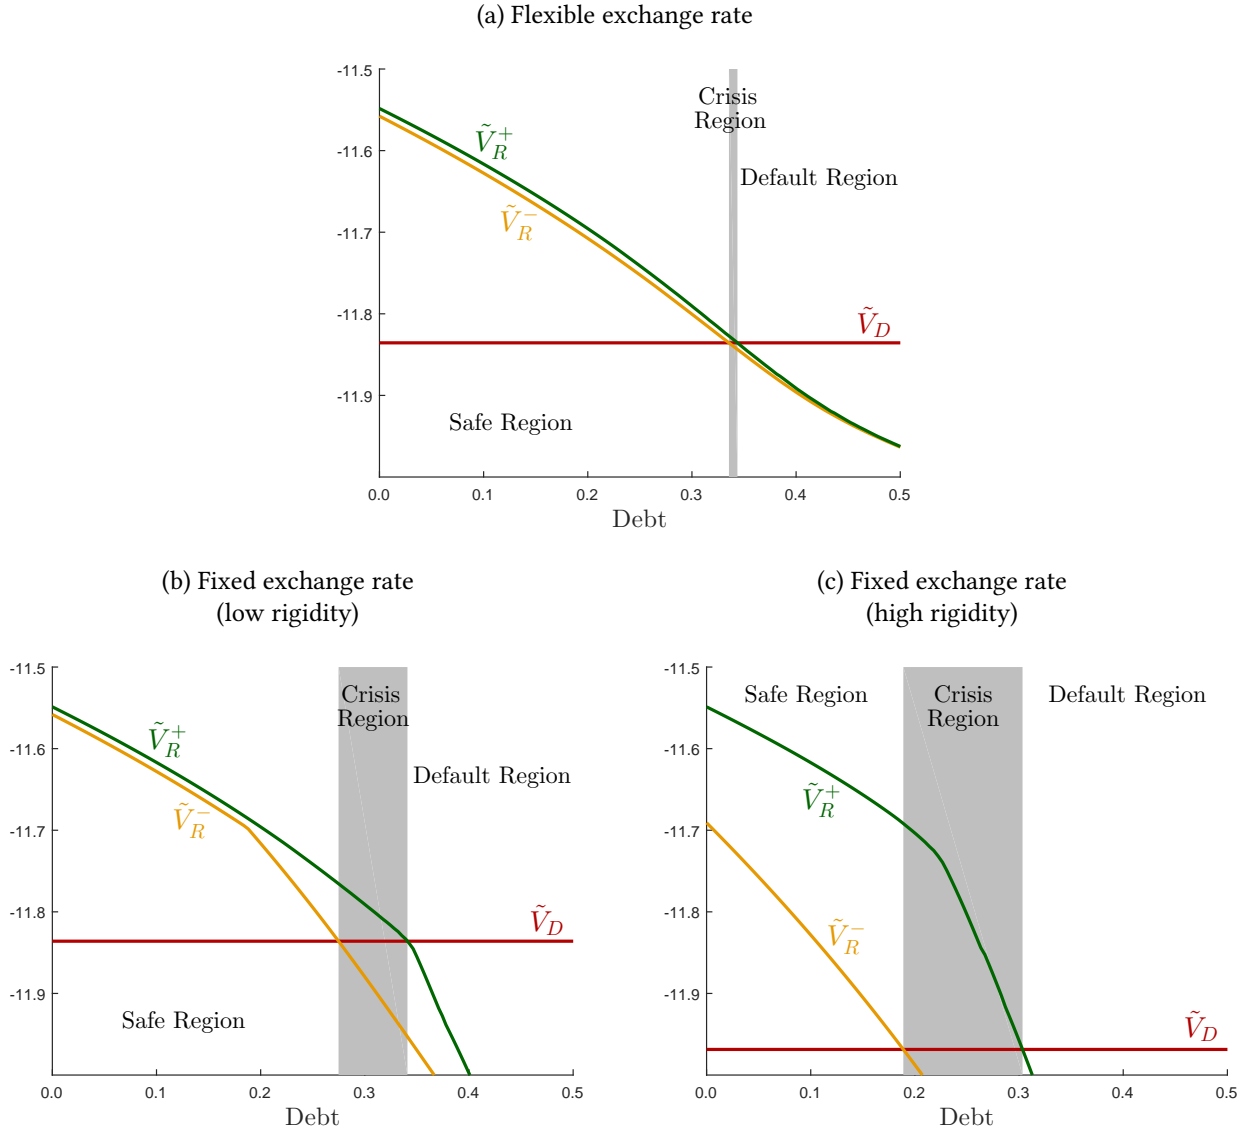 (a) Flexible exchange rate
-11.5
-11.6
-11.7
-11.8
-11.9
Crisis
Region
Default Region
Ṽ_R^+
Ṽ_R^-
Ṽ_D
Safe Region
0.0 0.1 0.2 0.3 0.4 0.5
Debt
(b) Fixed exchange rate
(low rigidity)
-11.5
-11.6
-11.7
-11.8
-11.9
Crisis
Region
Ṽ_R^+
Default Region
Ṽ_R^-
Ṽ_D
Safe Region
0 0.1 0.2 0.3 0.4 0.5
Debt
(c) Fixed exchange rate
(high rigidity)
-11.5
-11.6
-11.7
-11.8
-11.9
Safe Region
Crisis
Region
Default Region
Ṽ_R^+
Ṽ_R^-
Ṽ_D
0.0 0.1 0.2 0.3 0.4 0.5
Debt